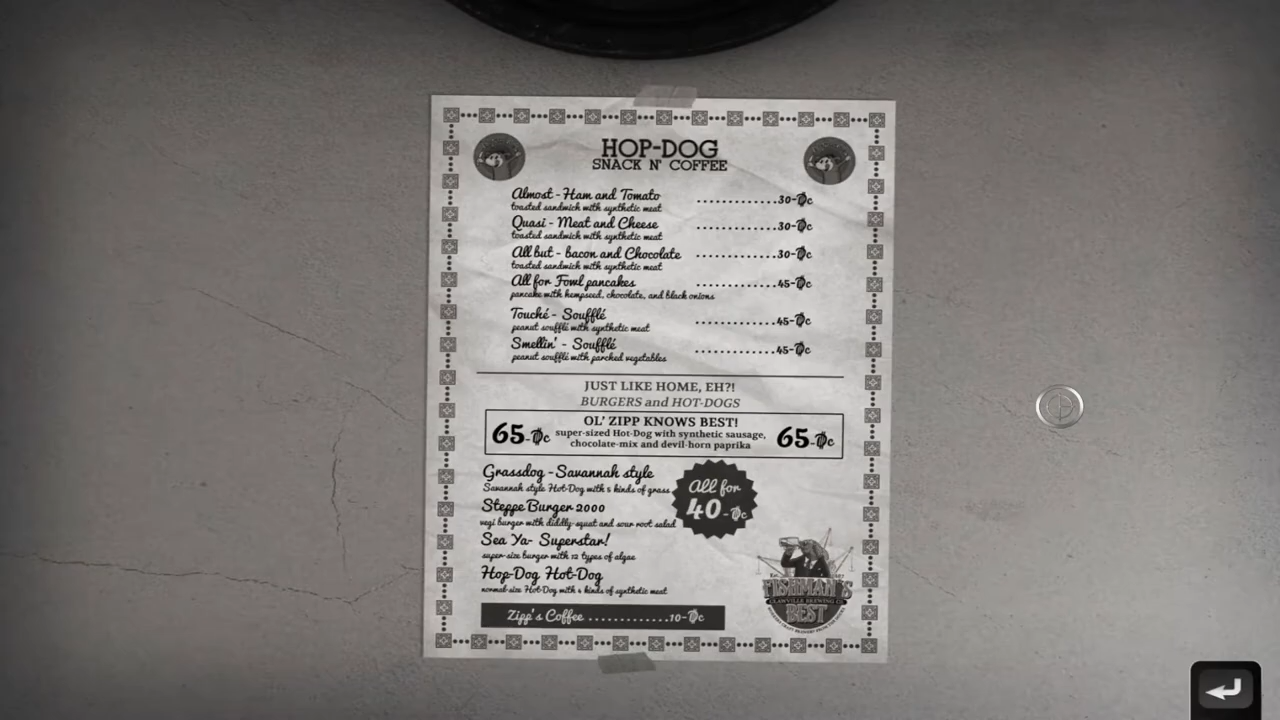 HOP-DOG
SNACK N' COFFEE
Almost - Ham and Tomato ............30-
toasted sandwich with synthetic meat
Quasi - Meat and Cheese ............30-
toasted sandwich with synthetic meat
All but - bacon and Chocolate ............30-
toasted sandwich with synthetic meat
All for Fowl pancakes ............45-
pancake with hempseed, chocolate, and black onions
Touché - Soufflé ............45-
peanut soufflé with synthetic meat
Smellin' - Soufflé ............45-
peanut soufflé with parched vegetables
JUST LIKE HOME, EH?!
BURGERS and HOT-DOGS
OL' ZIPP KNOWS BEST!
65- super-sized Hot-Dog with synthetic sausage, 65-
chocolate-mix and devil-horn paprika
Grassdog - Savannah style
Savannah style Hot-Dog with 5 kinds of grass
All for
40-
Steppe Burger 2000
vegi burger with diddly-squat and sour root salad
Sea Ya- Superstar!
super-size burger with 12 types of algae
Hop-Dog Hot-Dog
normal-size Hot-Dog with 4 kinds of synthetic meat
Zipp's Coffee ............10-
FISHMAN'S
CLAWVILLE BREWING CO
BEST